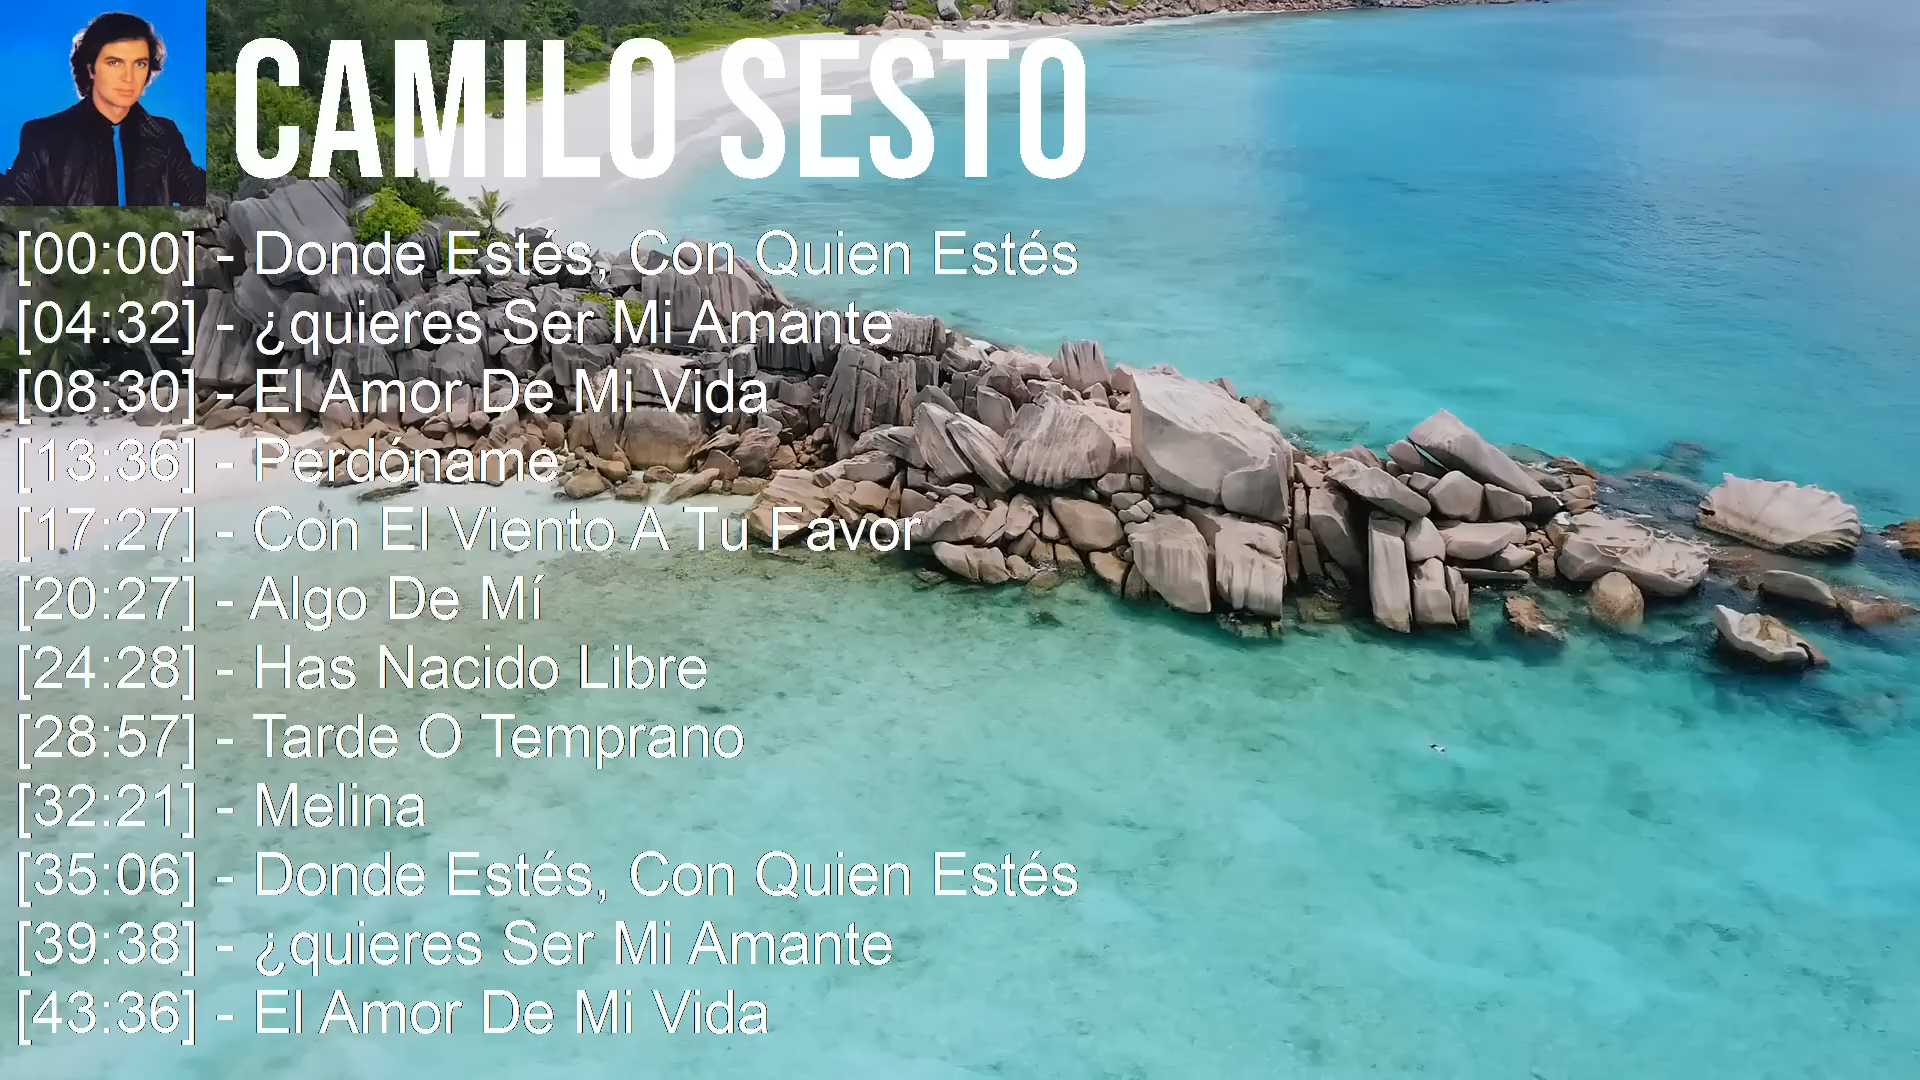 CAMILO SESTO
[00:00] - Donde Estés, Con Quien Estés
[04:32] - ¿quieres Ser Mi Amante
[08:30] - El Amor De Mi Vida
[13:36] - Perdóname
[17:27] - Con El Viento A Tu Favor
[20:27] - Algo De Mí
[24:28] - Has Nacido Libre
[28:57] - Tarde O Temprano
[32:21] - Melina
[35:06] - Donde Estés, Con Quien Estés
[39:38] - ¿quieres Ser Mi Amante
[43:36] - El Amor De Mi Vida